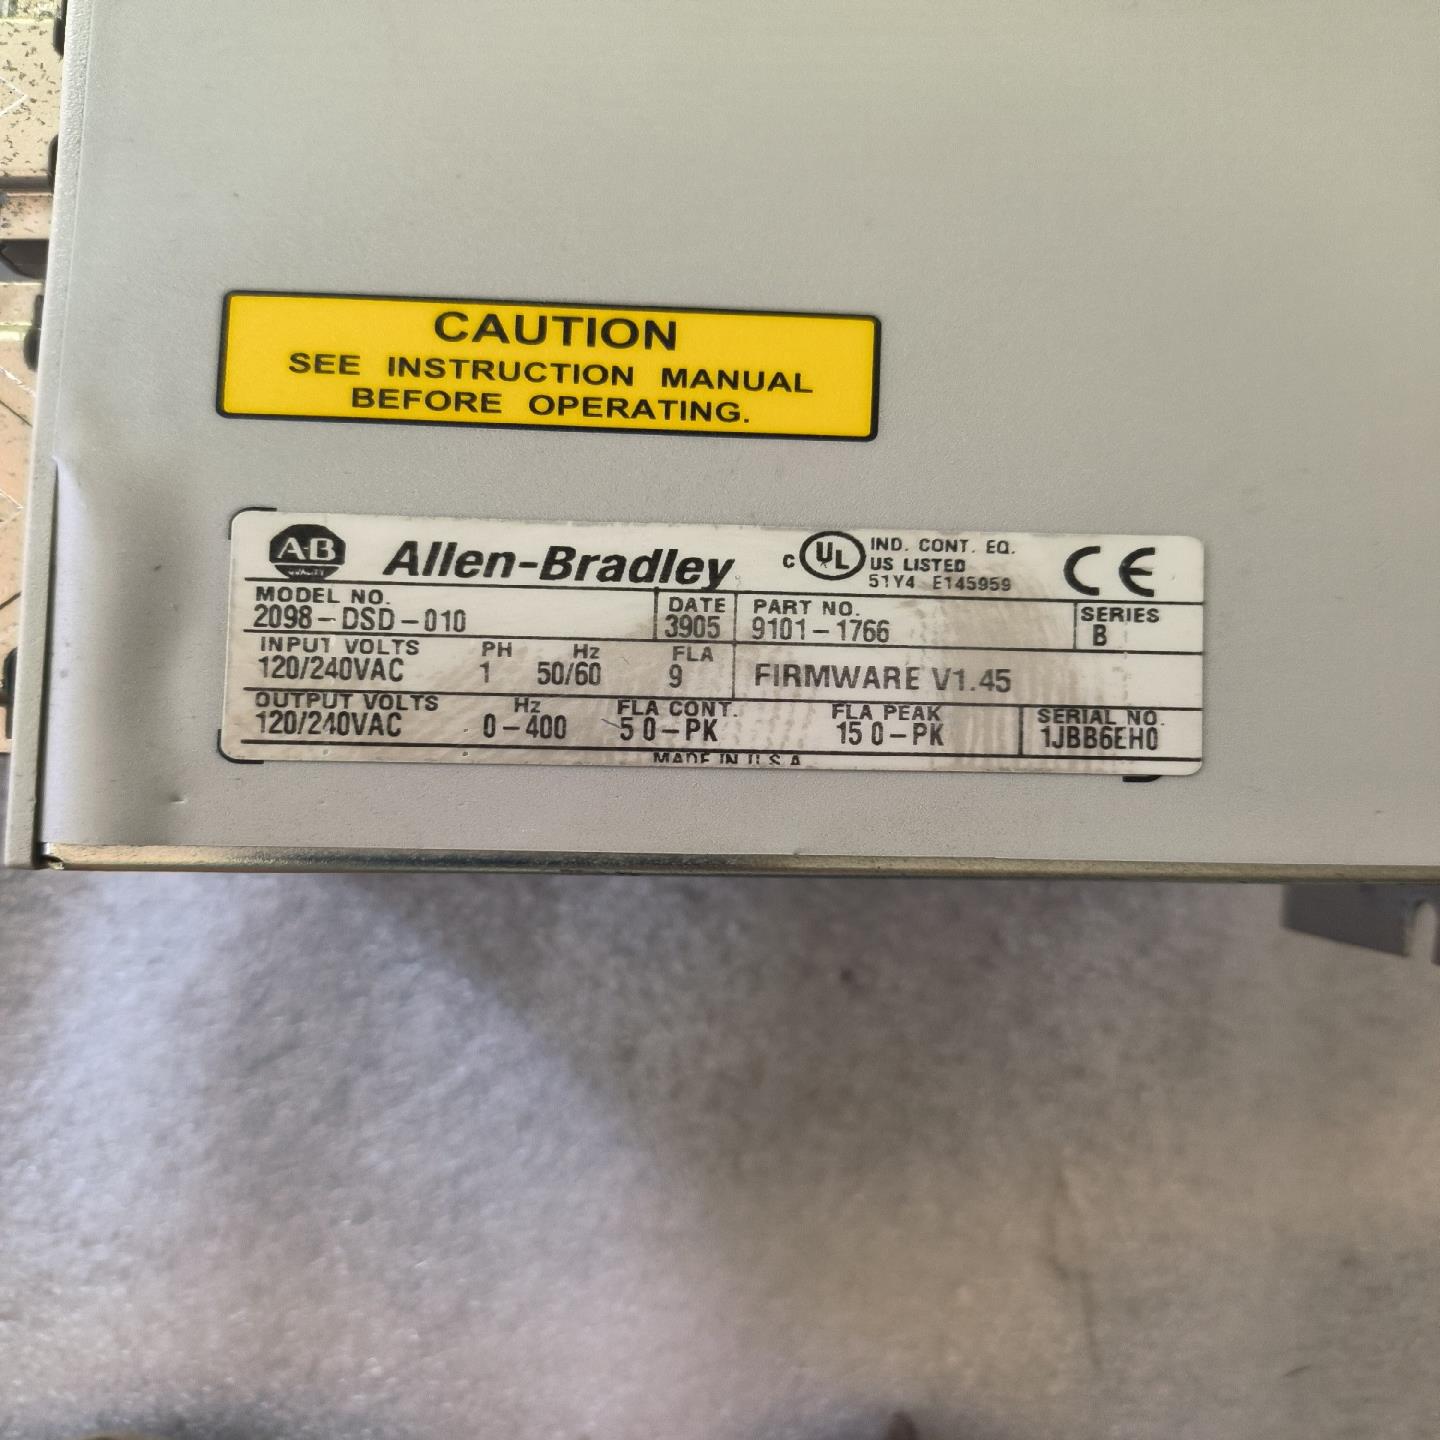 CAUTION
SEE INSTRUCTION MANUAL
BEFORE OPERATING.
A-B Allen-Bradley c UL IND. CONT. EQ. CE
US LISTED
51Y4 E145959
MODEL NO. DATE PART NO. SERIES
2098-DSD-010 3905 9101-1766 B
INPUT VOLTS PH Hz FLA
120/240VAC 1 50/60 9 FIRMWARE V1.45
OUTPUT VOLTS Hz FLA CONT. FLA PEAK SERIAL NO.
120/240VAC 0-400 5 0-PK 15 0-PK 1JBB6EH0
MADE IN U.S.A